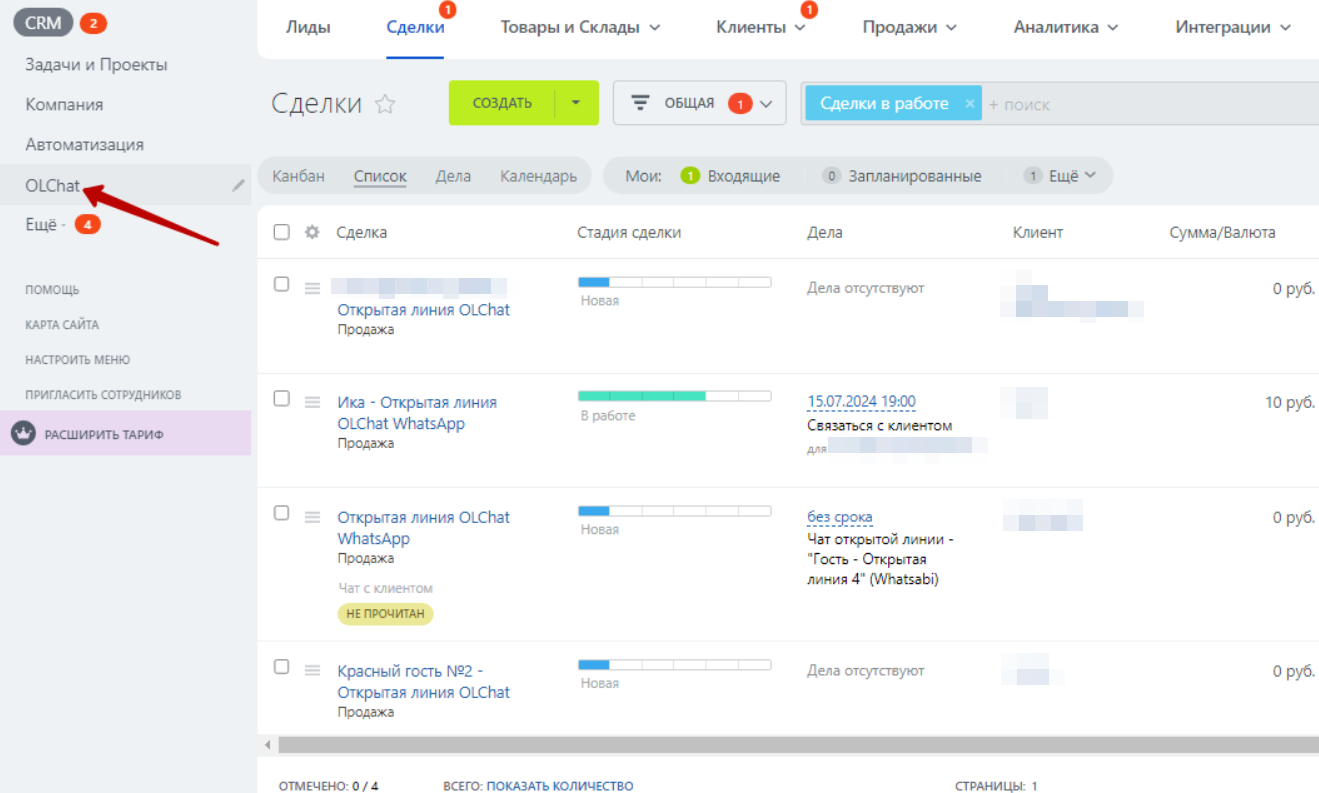 CRM 2
Задачи и Проекты
Компания
Автоматизация
OLChat
Ещё - 4
ПОМОЩЬ
КАРТА САЙТА
НАСТРОИТЬ МЕНЮ
ПРИГЛАСИТЬ СОТРУДНИКОВ
РАСШИРИТЬ ТАРИФ
Лиды Сделки 1 Товары и Склады Клиенты 1 Продажи Аналитика Интеграции
Сделки СОЗДАТЬ ОБЩАЯ 1 Сделки в работе × + поиск
Канбан Список Дела Календарь Мои: 1 Входящие 0 Запланированные 1 Ещё
Сделка Стадия сделки Дела Клиент Сумма/Валюта
Открытая линия OLChat
Продажа
Новая
Дела отсутствуют
0 руб.
Ика - Открытая линия
OLChat WhatsApp
Продажа
В работе
15.07.2024 19:00
Связаться с клиентом
для
10 руб.
Открытая линия OLChat
WhatsApp
Продажа
Чат с клиентом
НЕ ПРОЧИТАН
Новая
без срока
Чат открытой линии -
"Гость - Открытая
линия 4" (Whatsabi)
0 руб.
Красный гость №2 -
Открытая линия OLChat
Продажа
Новая
Дела отсутствуют
0 руб.
ОТМЕЧЕНО: 0 / 4 ВСЕГО: ПОКАЗАТЬ КОЛИЧЕСТВО СТРАНИЦЫ: 1